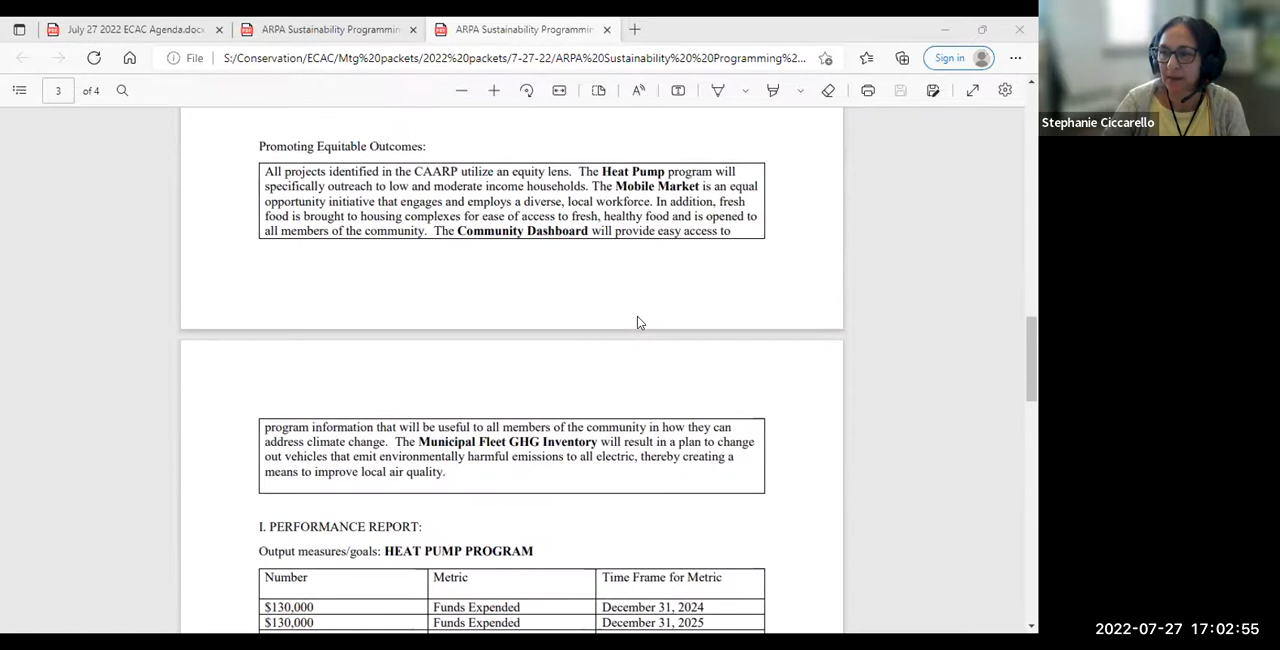 July 27 2022 ECAC Agenda.docx
ARPA Sustainability Programmin
ARPA Sustainability Programmin
File
S:/Conservation/ECAC/Mtg%20packets/2022%20packets/7-27-22/ARPA%20Sustainability%20%20Programming%2...
Sign in
3 of 4
Stephanie Ciccarello
Promoting Equitable Outcomes:
All projects identified in the CAARP utilize an equity lens.  The Heat Pump program will
specifically outreach to low and moderate income households. The Mobile Market is an equal
opportunity initiative that engages and employs a diverse, local workforce. In addition, fresh
food is brought to housing complexes for ease of access to fresh, healthy food and is opened to
all members of the community.  The Community Dashboard will provide easy access to
program information that will be useful to all members of the community in how they can
address climate change.  The Municipal Fleet GHG Inventory will result in a plan to change
out vehicles that emit environmentally harmful emissions to all electric, thereby creating a
means to improve local air quality.
I. PERFORMANCE REPORT:
Output measures/goals: HEAT PUMP PROGRAM
Number Metric Time Frame for Metric
$130,000 Funds Expended December 31, 2024
$130,000 Funds Expended December 31, 2025
2022-07-27 17:02:55